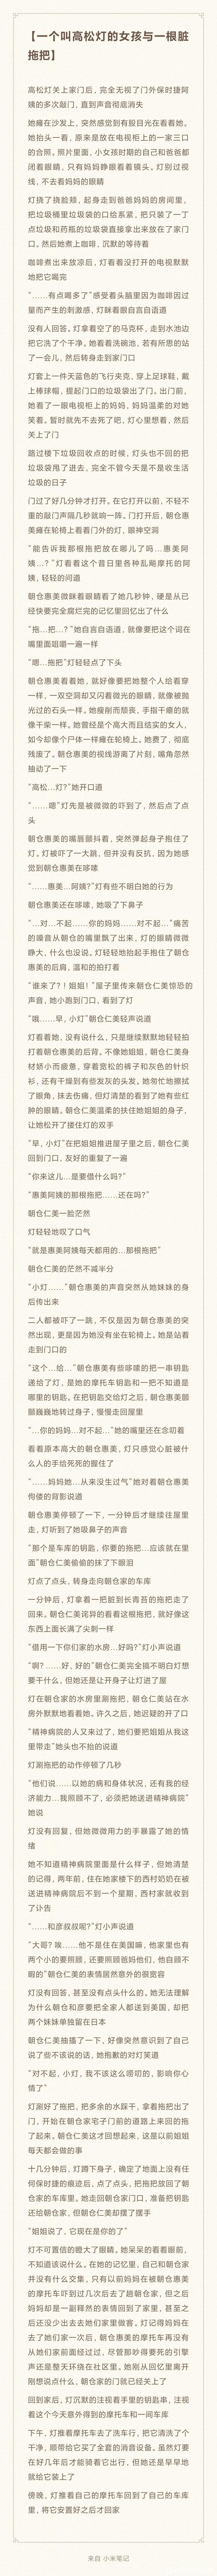 【一个叫高松灯的女孩与一根脏
拖把】
高松灯关上家门后，完全无视了门外保时捷阿
姨的多次敲门，直到声音彻底消失
她瘫在沙发上，突然感觉到有股目光在看着她。
她抬头一看，原来是放在电视柜上的一家三口
的合照。照片里面，小女孩时期的自己和爸爸都
闭着眼睛，只有妈妈睁眼看着镜头。灯别过视
线，不去看妈妈的眼睛
灯挠了挠脸颊，起身走到爸爸妈妈的房间里，
把垃圾桶里垃圾袋的口给系紧，把只装了一丁
点垃圾和药瓶的垃圾袋直接拿出来放在了家门
口。然后她煮上咖啡，沉默的等待着
咖啡煮出来放凉后，灯看着没打开的电视默默
地把它喝完
“……有点喝多了”感受着头脑里因为咖啡因过
量而产生的刺激感，灯眯着眼自言自语道
没有人回答。灯拿着空了的马克杯，走到水池边
把它洗了个干净。她看着洗碗池，若有所思的站
了一会儿，然后转身走到家门口
灯套上一件天蓝色的飞行夹克，穿上足球鞋，戴
上棒球帽，提起门口的垃圾袋出了门。出门前，
她看了一眼电视柜上的妈妈，妈妈温柔的对她
笑着。暂时就先不去死了吧，灯心里想着，然后
关上了门
路过楼下垃圾回收点的时候，灯头也不回的把
垃圾袋甩了进去，完全不管今天是不是收生活
垃圾的日子
门过了好几分钟才打开。在它打开以前，不轻不
重的敲门声隔几秒就响一阵。门打开后，朝仓惠
美瘫在轮椅上看着门外的灯，眼神空洞
“能告诉我那根拖把放在哪儿了吗…惠美阿
姨…？”灯看着这个昔日里各种乱飚摩托的阿
姨，轻轻的问道
朝仓惠美微眯着眼睛看了她几秒钟，硬是从已
经快要完全腐烂完的记忆里回忆出了什么
“拖…把…？”她自言自语道，就像要把这个词在
嘴里面咀嚼一遍一样
“嗯…拖把”灯轻轻点了下头
朝仓惠美看着她，就好像要把她整个人给看穿
一样，一双空洞却又闪着微光的眼睛，就像被抛
光过的石头一样。她瘦削而颓丧，手指干瘪的就
像干柴一样。她曾经是个高大而且结实的女人，
如今却像个尸体一样瘫在轮椅上。她费了，彻底
残废了。朝仓惠美的视线游离了片刻，嘴角忽然
抽动了一下
“高松…灯？”她开口道
“……嗯”灯先是被微微的吓到了，然后点了点
头
朝仓惠美的嘴唇颤抖着，突然弹起身子抱住了
灯。灯被吓了一大跳，但并没有反抗，因为她感
觉到朝仓惠美在哆嗦
“……惠美…阿姨？”灯有些不明白她的行为
朝仓惠美还在哆嗦，她吸了下鼻子
“…对…不起……你的妈妈……对不起…”痛苦
的嗓音从朝仓的嘴里飘了出来，灯的眼睛微微
睁大，什么也没说。灯轻轻地抬起手抱住了朝仓
惠美的后肩，温和的拍打着
“谁来了？！姐姐！”屋子里传来朝仓仁美惊恐的
声音，她小跑到门口，看到了灯
“哦……早，小灯”朝仓仁美轻声说道
灯看着她，没有说什么，只是继续默默地轻轻拍
打着朝仓惠美的后背。不像她姐姐，朝仓仁美身
材娇小而疲惫，穿着宽松的裤子和灰色的针织
衫，还有干燥到有些发灰的头发。她匆忙地擦拭
了眼角，抹去伤痛，但灯清楚的看到了她有些红
肿的眼睛。朝仓仁美温柔的扶住她姐姐的身子，
让她松开了搂住灯的双手
“早，小灯”在把姐姐推进屋子里之后，朝仓仁美
回到门口，友好的重复了一遍
“你来这儿…是要借什么吗？”
“惠美阿姨的那根拖把……还在吗？”
朝仓仁美一脸茫然
灯轻轻地叹了口气
“就是惠美阿姨每天都用的…那根拖把”
朝仓仁美的茫然不减半分
“小灯……”朝仓惠美的声音突然从她妹妹的身
后传出来
二人都被吓了一跳，不仅是因为朝仓惠美的突
然出现，更是因为她没有坐在轮椅上，她是站着
走到门口的
“这个…给…”朝仓惠美有些哆嗦的把一串钥匙
递给了灯，是她的摩托车钥匙和一把不知道是
哪里的钥匙。在把钥匙交给灯之后，朝仓惠美颤
颤巍巍地转过身子，慢慢走回屋里
“…你的妈妈…对不起…”她的嘴里还在念叨着
看着原本高大的朝仓惠美，灯只感觉心脏被什
么人的手给死死的握住了
“……妈妈她…从来没生过气”她对着朝仓惠美
佝偻的背影说道
朝仓惠美停顿了一下，一分钟后才继续往屋里
走，灯听到了她吸鼻子的声音
“那个是车库的钥匙，你要的拖把…应该就在里
面”朝仓仁美偷偷的抹了下眼泪
灯点了点头，转身走向朝仓家的车库
一分钟后，灯拿着一把脏到长青苔的拖把走了
回来。朝仓仁美诧异的看着这根拖把，就好像这
东西上面长满了尖刺一样
“借用一下你们家的水房…好吗？”灯小声说道
“啊？……好，好的”朝仓仁美完全搞不明白灯想
要干什么，但她还是让开身子让灯进了屋
灯在朝仓家的水房里涮拖把，朝仓仁美站在水
房外默默地看着她。许久之后，她迟疑的开了口
“精神病院的人又来过了，她们要把姐姐从我这
里带走”她头也不抬的说道
灯涮拖把的动作停顿了几秒
“他们说……以她的病和身体状况，还有我的经
济能力…我照顾不了，必须把她送进精神病院”
她说
灯没有回复，但她微微用力的手暴露了她的情
绪
她不知道精神病院里面是什么样子，但她清楚
的记得，两年前，住在她家楼下的西村奶奶在被
送进精神病院后不到一个星期，西村家就收到
了讣告
“……和彦叔叔呢？”灯小声说道
“大哥？唉……他不是住在美国嘛，他家里也有
两个小的要照顾，还要照顾爸妈他们，他自顾不
暇的”朝仓仁美的表情居然意外的很宽容
灯没有回答，甚至没有点头什么的。她无法理解
为什么朝仓和彦要把全家人都送到美国，却把
两个妹妹单独留在日本
朝仓仁美抽搐了一下，好像突然意识到了自己
说了些不该说的话，她抱歉的对灯笑道
“对不起，小灯，我不该这么唠叨的，影响你心
情了”
灯涮好了拖把，把多余的水踩干，拿着拖把出了
门，开始在朝仓家宅子门前的道路上来回的拖
了起来。朝仓仁美这才回想起来，这是以前姐姐
每天都会做的事
十几分钟后，灯蹲下身子，确定了地面上没有任
何保时捷的痕迹后，点了点头，把拖把放回了朝
仓家的车库里。她走回朝仓家门口，准备把钥匙
还给朝仓家，但朝仓仁美却摆了摆手
“姐姐说了，它现在是你的了”
灯不可置信的瞪大了眼睛。她呆呆的看着眼前，
不知道该说什么。在她的记忆里，自己和朝仓家
并没有什么交集，只有以前妈妈在被朝仓惠美
的摩托车吓到过几次后去了趟朝仓家，但之后
妈妈却是一副释然的表情回到了家里，甚至之
后还没少出去去她们家里做客。灯记得妈妈在
去了她们家一次后，朝仓惠美的摩托车再没有
从她们家前面经过过，尽管那吵得要死的引擎
声还是整天环绕在社区里。她刚从回忆里离开
刚想说点什么，朝仓家的门就已经关上了
回到家后，灯沉默的注视着手里的钥匙串，注视
着这个今天意外得到的摩托车和一间车库
下午，灯推着摩托车去了洗车行，把它清洗了个
干净，顺带给它买了全套的消音设备。虽然灯要
在好几年后才能骑着它出行，但她还是早早地
就给它装上了
傍晚，灯推着自己的摩托车回到了自己的车库
里，将它安置好之后才回家
来自 小米笔记